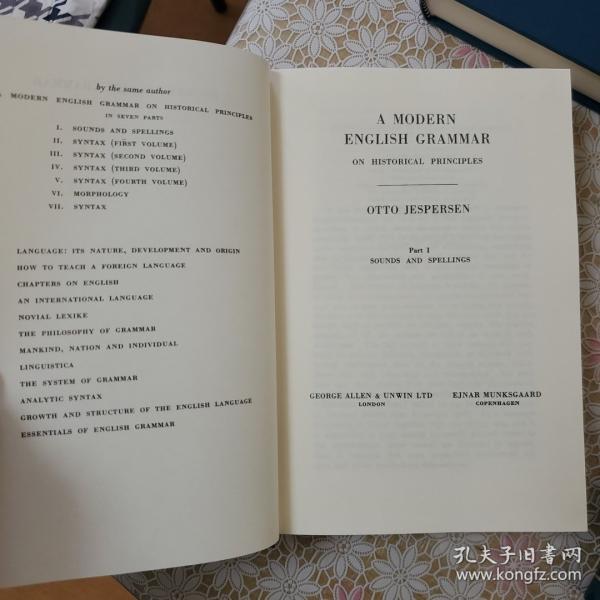 by the same author
MODERN ENGLISH GRAMMAR ON HISTORICAL PRINCIPLES
IN SEVEN PARTS
I. SOUNDS AND SPELLINGS
II. SYNTAX (FIRST VOLUME)
III. SYNTAX (SECOND VOLUME)
IV. SYNTAX (THIRD VOLUME)
V. SYNTAX (FOURTH VOLUME)
VI. MORPHOLOGY
VII. SYNTAX
LANGUAGE: ITS NATURE, DEVELOPMENT AND ORIGIN
HOW TO TEACH A FOREIGN LANGUAGE
CHAPTERS ON ENGLISH
AN INTERNATIONAL LANGUAGE
NOVIAL LEXIKE
THE PHILOSOPHY OF GRAMMAR
MANKIND, NATION AND INDIVIDUAL
LINGUISTICA
THE SYSTEM OF GRAMMAR
ANALYTIC SYNTAX
GROWTH AND STRUCTURE OF THE ENGLISH LANGUAGE
ESSENTIALS OF ENGLISH GRAMMAR
A MODERN
ENGLISH GRAMMAR
ON HISTORICAL PRINCIPLES
OTTO JESPERSEN
Part I
SOUNDS AND SPELLINGS
GEORGE ALLEN & UNWIN LTD
LONDON
EJNAR MUNKSGAARD
COPENHAGEN
孔夫子旧书网
www.kongfz.com